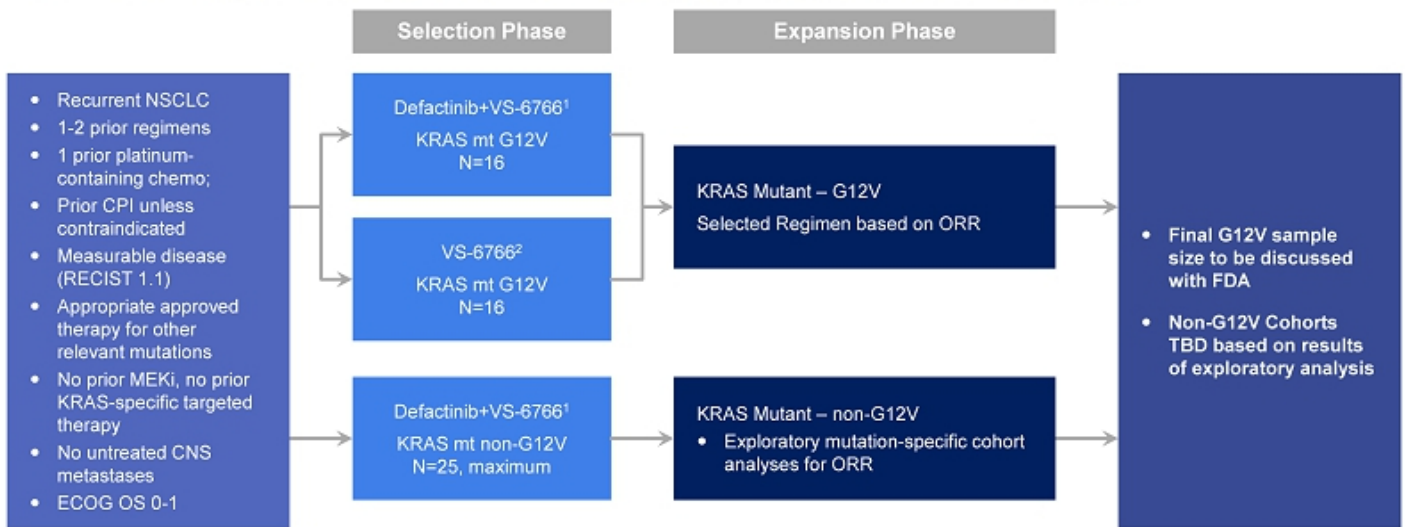 Selection Phase
Expansion Phase
• Recurrent NSCLC
• 1-2 prior regimens
• 1 prior platinum-
containing chemo;
• Prior CPI unless
contraindicated
• Measurable disease
(RECIST 1.1)
• Appropriate approved
therapy for other
relevant mutations
• No prior MEKi, no prior
KRAS-specific targeted
therapy
• No untreated CNS
metastases
• ECOG OS 0-1
Defactinib+VS-6766¹
KRAS mt G12V
N=16
VS-6766²
KRAS mt G12V
N=16
Defactinib+VS-6766¹
KRAS mt non-G12V
N=25, maximum
KRAS Mutant – G12V
Selected Regimen based on ORR
KRAS Mutant – non-G12V
• Exploratory mutation-specific cohort
analyses for ORR
• Final G12V sample
size to be discussed
with FDA
• Non-G12V Cohorts
TBD based on results
of exploratory analysis